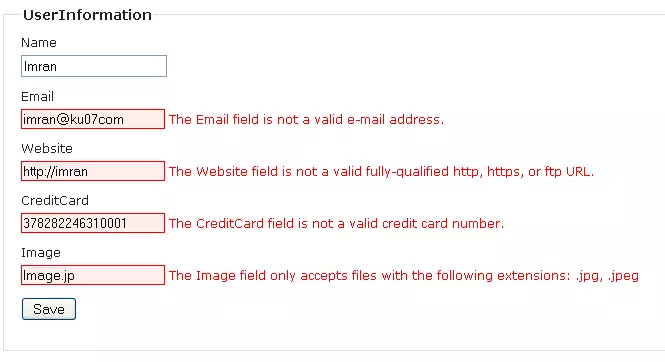 UserInformation
Name
Imran
Email
imran@ku07com The Email field is not a valid e-mail address.
Website
http://imran The Website field is not a valid fully-qualified http, https, or ftp URL.
CreditCard
378282246310001 The CreditCard field is not a valid credit card number.
Image
Image.jp The Image field only accepts files with the following extensions: .jpg, .jpeg
Save